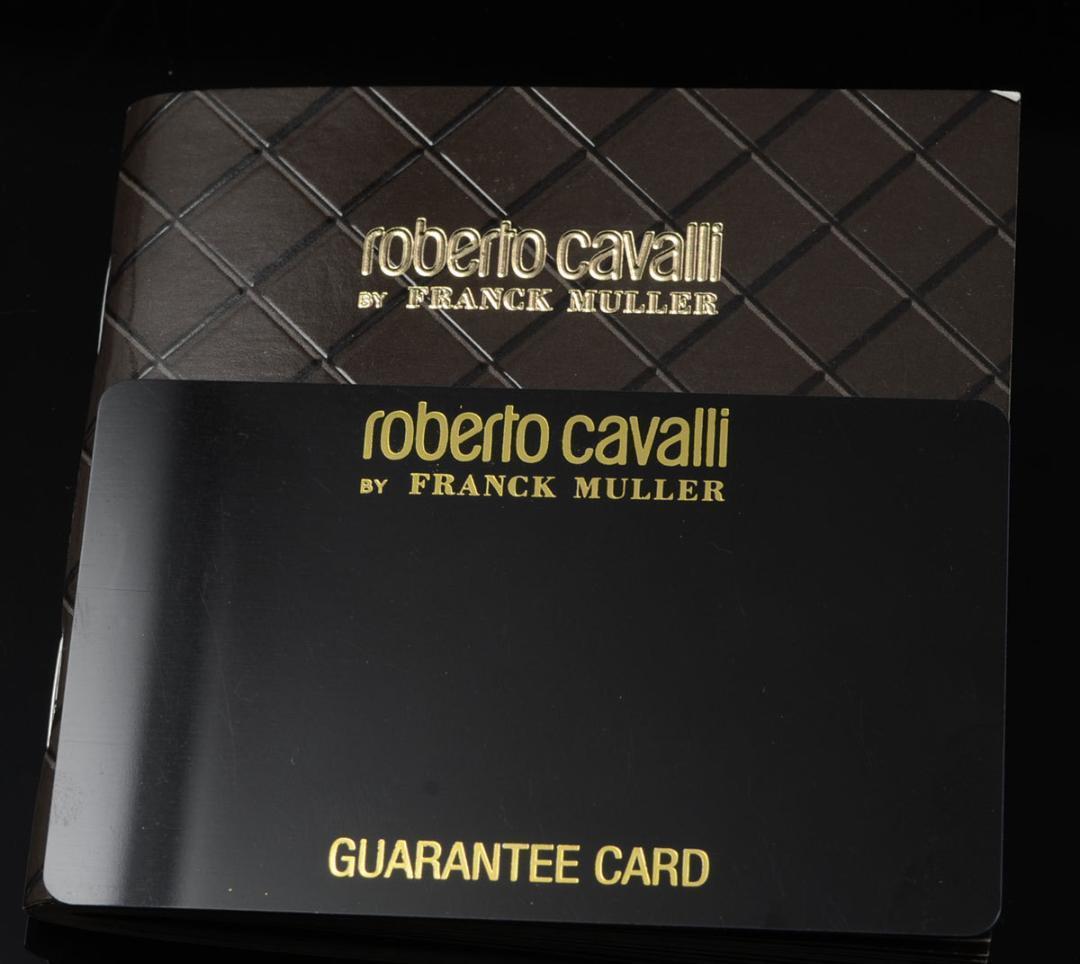 roberto cavalli
BY FRANCK MULLER
roberto cavalli
BY FRANCK MULLER
GUARANTEE CARD